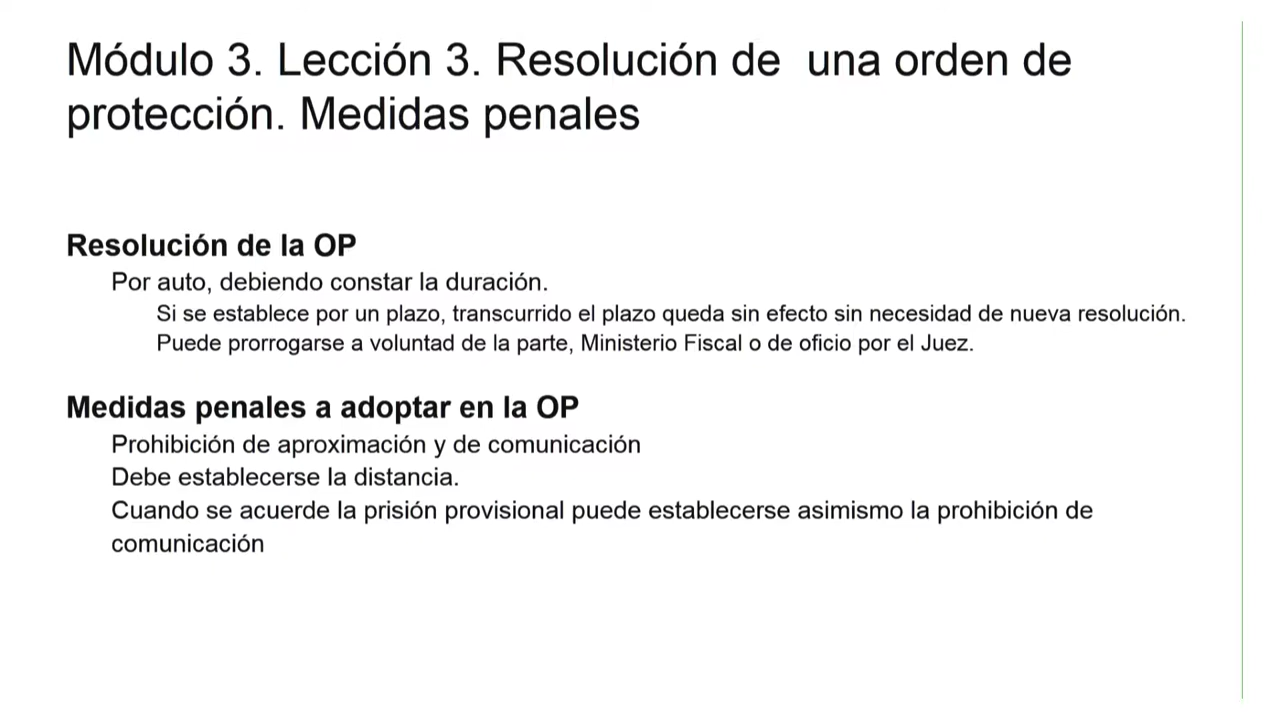 Módulo 3. Lección 3. Resolución de  una orden de
protección. Medidas penales
Resolución de la OP
Por auto, debiendo constar la duración.
Si se establece por un plazo, transcurrido el plazo queda sin efecto sin necesidad de nueva resolución.
Puede prorrogarse a voluntad de la parte, Ministerio Fiscal o de oficio por el Juez.
Medidas penales a adoptar en la OP
Prohibición de aproximación y de comunicación
Debe establecerse la distancia.
Cuando se acuerde la prisión provisional puede establecerse asimismo la prohibición de
comunicación